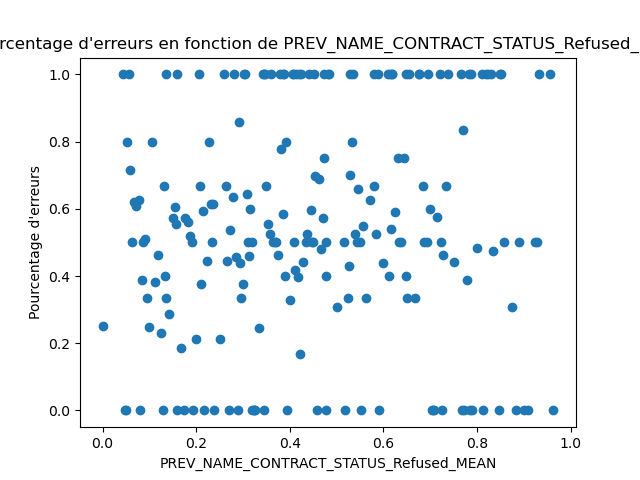 rcentage d'erreurs en fonction de PREV_NAME_CONTRACT_STATUS_Refused_
1.0
0.8
0.6
0.4
0.2
0.0
Pourcentage d'erreurs
0.0 0.2 0.4 0.6 0.8 1.0
PREV_NAME_CONTRACT_STATUS_Refused_MEAN